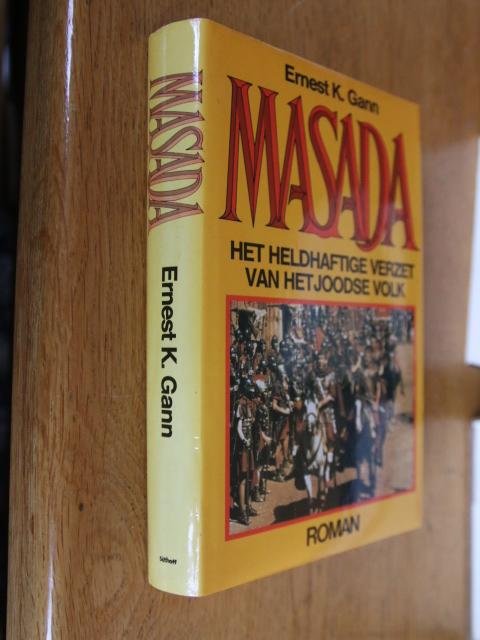 MASADA
Ernest K. Gann
Sijthoff
Ernest K. Gann
MASADA
HET HELDHAFTIGE VERZET
VAN HET JOODSE VOLK
ROMAN